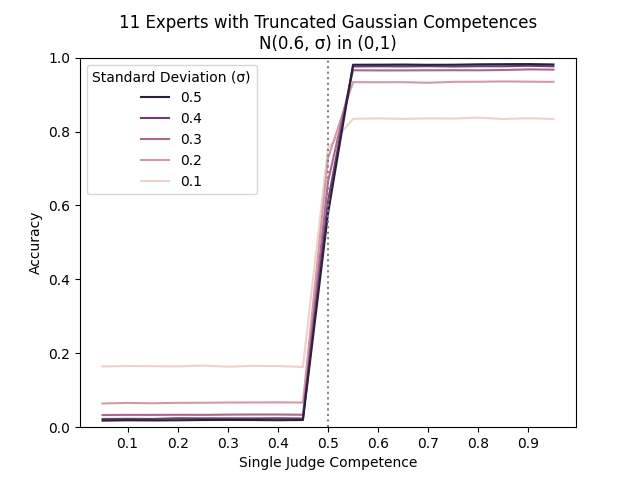 11 Experts with Truncated Gaussian Competences
N(0.6, σ) in (0,1)
Standard Deviation (σ)
0.5
0.4
0.3
0.2
0.1
Accuracy
1.0
0.8
0.6
0.4
0.2
0.0
0.1 0.2 0.3 0.4 0.5 0.6 0.7 0.8 0.9
Single Judge Competence